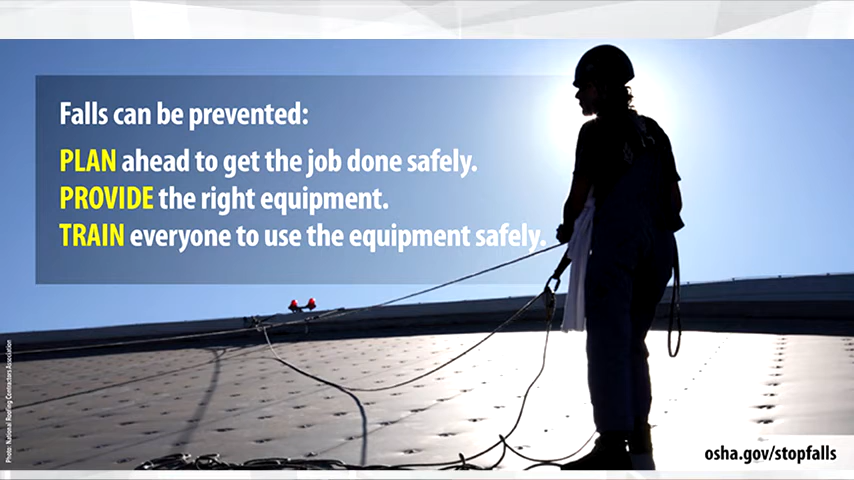 Falls can be prevented:
PLAN ahead to get the job done safely.
PROVIDE the right equipment.
TRAIN everyone to use the equipment safely.
Photo: National Roofing Contractors Association
osha.gov/stopfalls